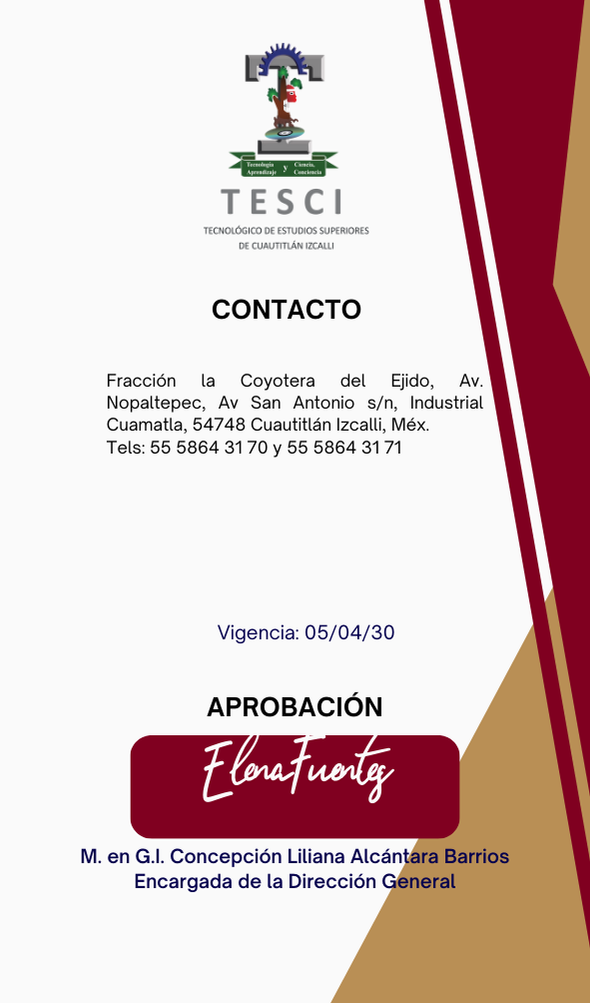 Tecnología y Ciencia,
Aprendizaje Conciencia
TESCI
TECNOLÓGICO DE ESTUDIOS SUPERIORES
DE CUAUTITLÁN IZCALLI
CONTACTO
Fracción la Coyotera del Ejido, Av.
Nopaltepec, Av San Antonio s/n, Industrial
Cuamatla, 54748 Cuautitlán Izcalli, Méx.
Tels: 55 5864 31 70 y 55 5864 31 71
Vigencia: 05/04/30
APROBACIÓN
Elena Fuentes
M. en G.I. Concepción Liliana Alcántara Barrios
Encargada de la Dirección General